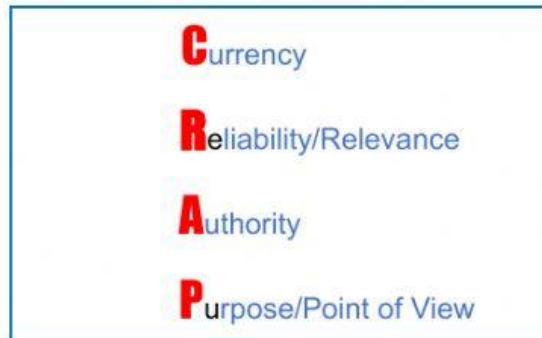 Currency
Reliability/Relevance
Authority
Purpose/Point of View